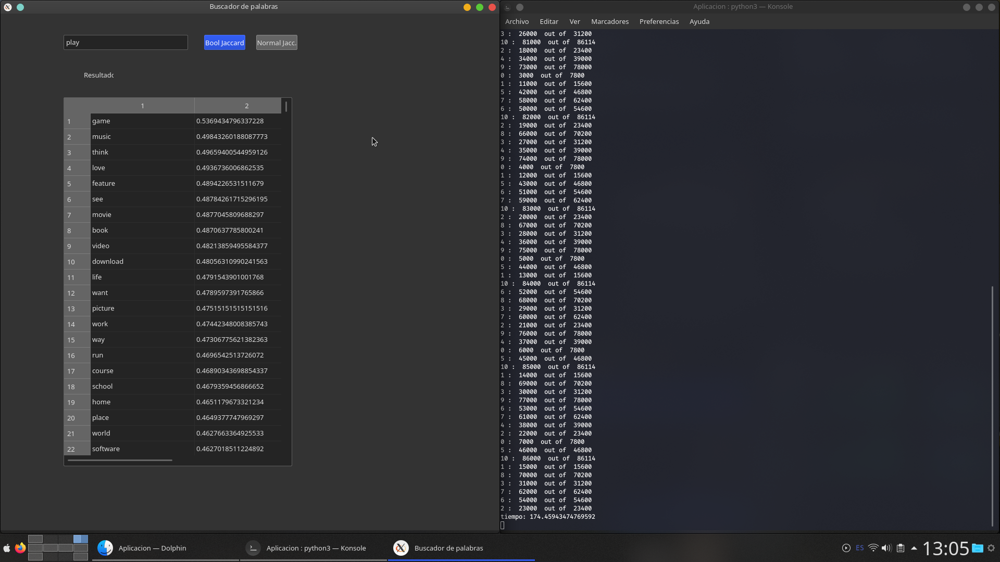 Buscador de palabras
play
Bool Jaccard
Normal Jacc.
Resultado
1 2
1 game 0.5369434796337228
2 music 0.49843260188087773
3 think 0.49659400544959126
4 love 0.4936736006862535
5 feature 0.4894226531511679
6 see 0.48784261715296195
7 movie 0.4877045809688297
8 book 0.4870637785800241
9 video 0.48213859495584377
10 download 0.48056310990241563
11 life 0.4791543901001768
12 want 0.4789597391765866
13 picture 0.47515151515151516
14 work 0.47442348008385743
15 way 0.47306775621382363
16 run 0.4696542513726072
17 course 0.46890343698854337
18 school 0.4679359456866652
19 home 0.4651179673321234
20 place 0.4649377747969297
21 world 0.4627663364925533
22 software 0.4627018511224892
Aplicacion : python3 — Konsole
Archivo Editar Ver Marcadores Preferencias Ayuda
3 : 26000 out of 31200
10 : 81000 out of 86114
2 : 18000 out of 23400
4 : 34000 out of 39000
9 : 73000 out of 78000
0 : 3000 out of 7800
1 : 11000 out of 15600
5 : 42000 out of 46800
7 : 58000 out of 62400
6 : 50000 out of 54600
10 : 82000 out of 86114
2 : 19000 out of 23400
8 : 66000 out of 70200
3 : 27000 out of 31200
4 : 35000 out of 39000
9 : 74000 out of 78000
0 : 4000 out of 7800
1 : 12000 out of 15600
5 : 43000 out of 46800
6 : 51000 out of 54600
7 : 59000 out of 62400
10 : 83000 out of 86114
2 : 20000 out of 23400
8 : 67000 out of 70200
3 : 28000 out of 31200
4 : 36000 out of 39000
9 : 75000 out of 78000
0 : 5000 out of 7800
5 : 44000 out of 46800
1 : 13000 out of 15600
10 : 84000 out of 86114
6 : 52000 out of 54600
8 : 68000 out of 70200
3 : 29000 out of 31200
7 : 60000 out of 62400
2 : 21000 out of 23400
9 : 76000 out of 78000
4 : 37000 out of 39000
0 : 6000 out of 7800
5 : 45000 out of 46800
10 : 85000 out of 86114
1 : 14000 out of 15600
8 : 69000 out of 70200
3 : 30000 out of 31200
9 : 77000 out of 78000
6 : 53000 out of 54600
7 : 61000 out of 62400
4 : 38000 out of 39000
2 : 22000 out of 23400
0 : 7000 out of 7800
5 : 46000 out of 46800
10 : 86000 out of 86114
1 : 15000 out of 15600
8 : 70000 out of 70200
3 : 31000 out of 31200
7 : 62000 out of 62400
6 : 54000 out of 54600
2 : 23000 out of 23400
tiempo: 174.45943474769592
Aplicacion — Dolphin
Aplicacion : python3 — Konsole
Buscador de palabras
ES
13:05